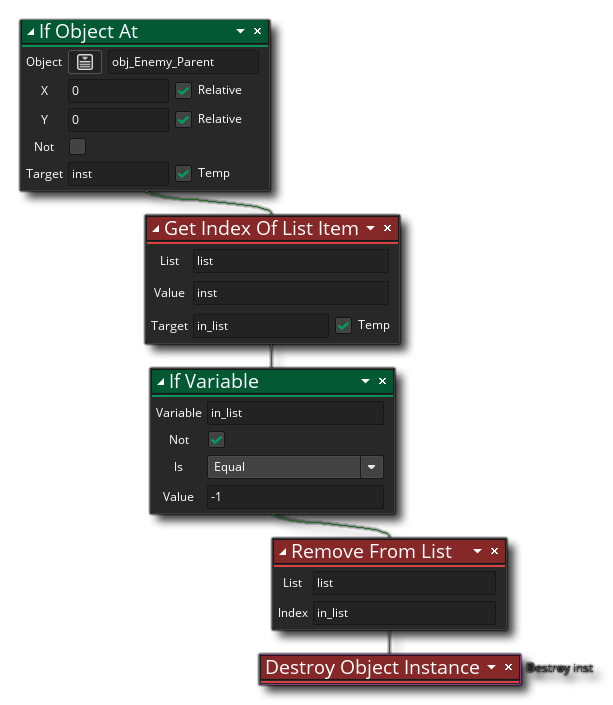 If Object At
Object obj_Enemy_Parent
X 0 Relative
Y 0 Relative
Not
Target inst Temp
Get Index Of List Item
List list
Value inst
Target in_list Temp
If Variable
Variable in_list
Not
Is Equal
Value -1
Remove From List
List list
Index in_list
Destroy Object Instance Destroy inst